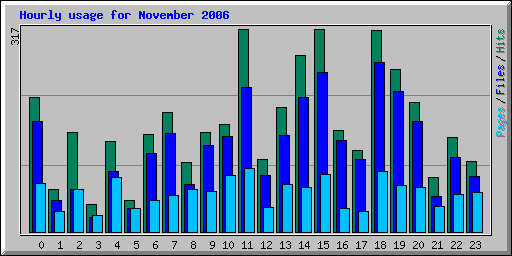 Hourly usage for November 2006
317
0 1 2 3 4 5 6 7 8 9 10 11 12 13 14 15 16 17 18 19 20 21 22 23
Pages/Files/Hits